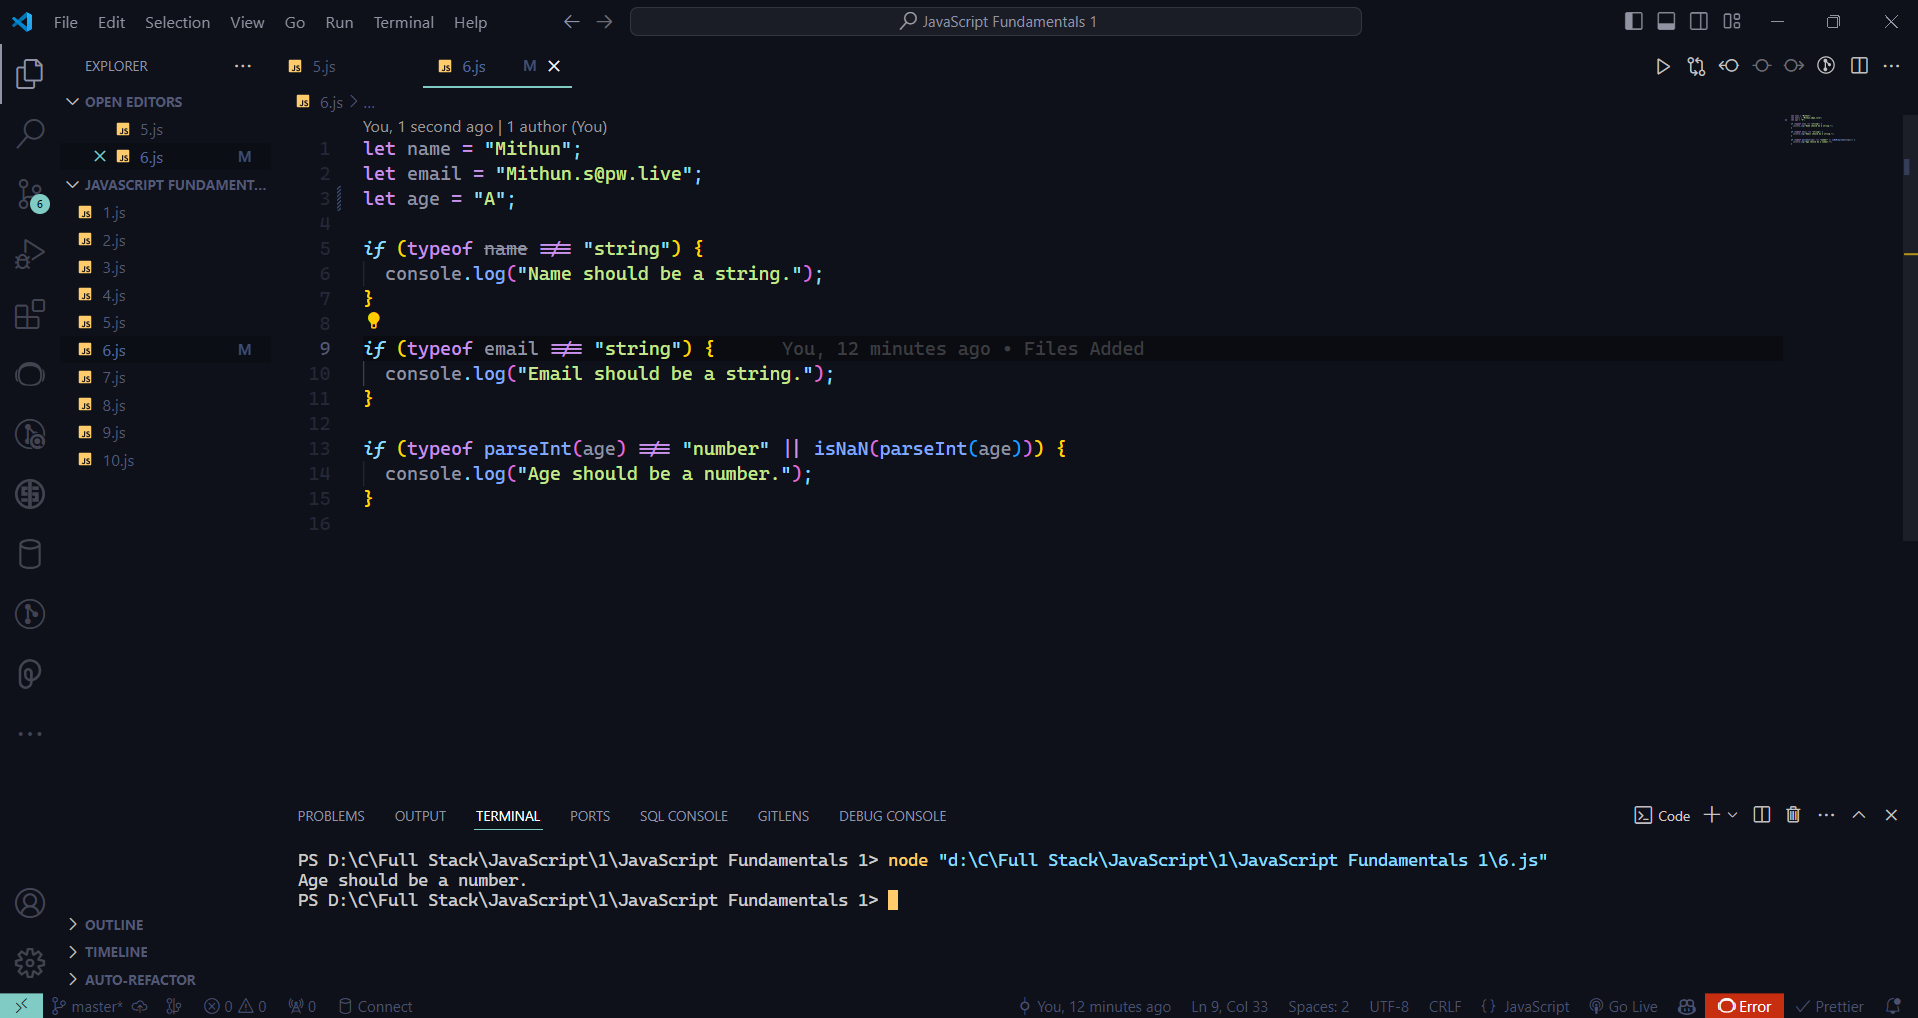 File Edit Selection View Go Run Terminal Help JavaScript Fundamentals 1
EXPLORER
OPEN EDITORS
5.js
6.js M
JAVASCRIPT FUNDAMENT...
1.js
2.js
3.js
4.js
5.js
6.js M
7.js
8.js
9.js
10.js
6
OUTLINE
TIMELINE
AUTO-REFACTOR
5.js 6.js M
6.js > ...
You, 1 second ago | 1 author (You)
1 let name = "Mithun";
2 let email = "Mithun.s@pw.live";
3 let age = "A";
4
5 if (typeof name !== "string") {
6 console.log("Name should be a string.");
7 }
8
9 if (typeof email !== "string") { You, 12 minutes ago • Files Added
10 console.log("Email should be a string.");
11 }
12
13 if (typeof parseInt(age) !== "number" || isNaN(parseInt(age))) {
14 console.log("Age should be a number.");
15 }
16
PROBLEMS OUTPUT TERMINAL PORTS SQL CONSOLE GITLENS DEBUG CONSOLE Code
PS D:\C\Full Stack\JavaScript\1\JavaScript Fundamentals 1> node "d:\C\Full Stack\JavaScript\1\JavaScript Fundamentals 1\6.js"
Age should be a number.
PS D:\C\Full Stack\JavaScript\1\JavaScript Fundamentals 1>
master* 0 0 0 Connect You, 12 minutes ago Ln 9, Col 33 Spaces: 2 UTF-8 CRLF {} JavaScript Go Live Error Prettier